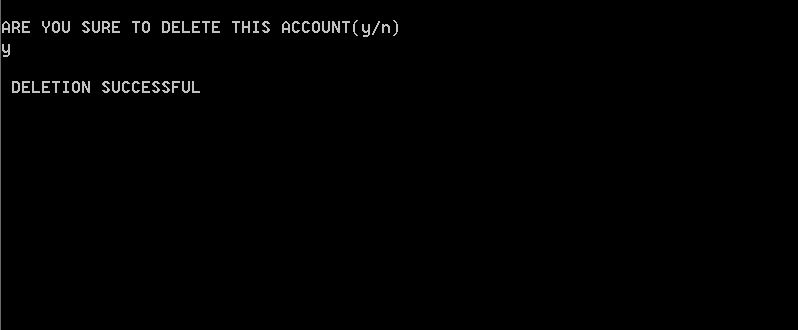 ARE YOU SURE TO DELETE THIS ACCOUNT(y/n)
y
DELETION SUCCESSFUL